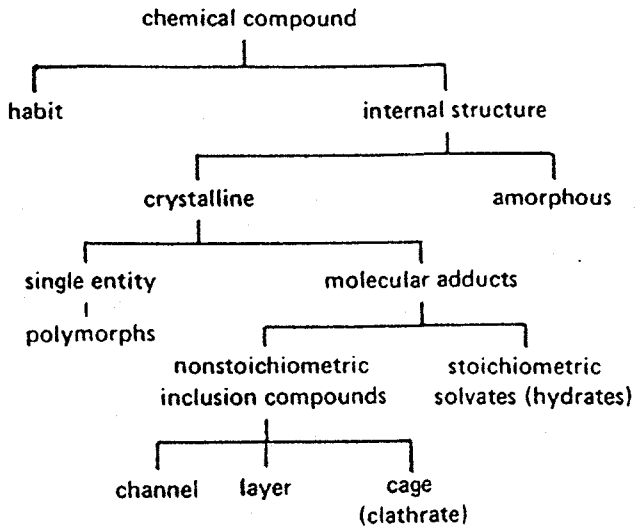 chemical compound
habit
internal structure
crystalline
amorphous
single entity
molecular adducts
polymorphs
nonstoichiometric
inclusion compounds
stoichiometric
solvates (hydrates)
channel
layer
cage
(clathrate)